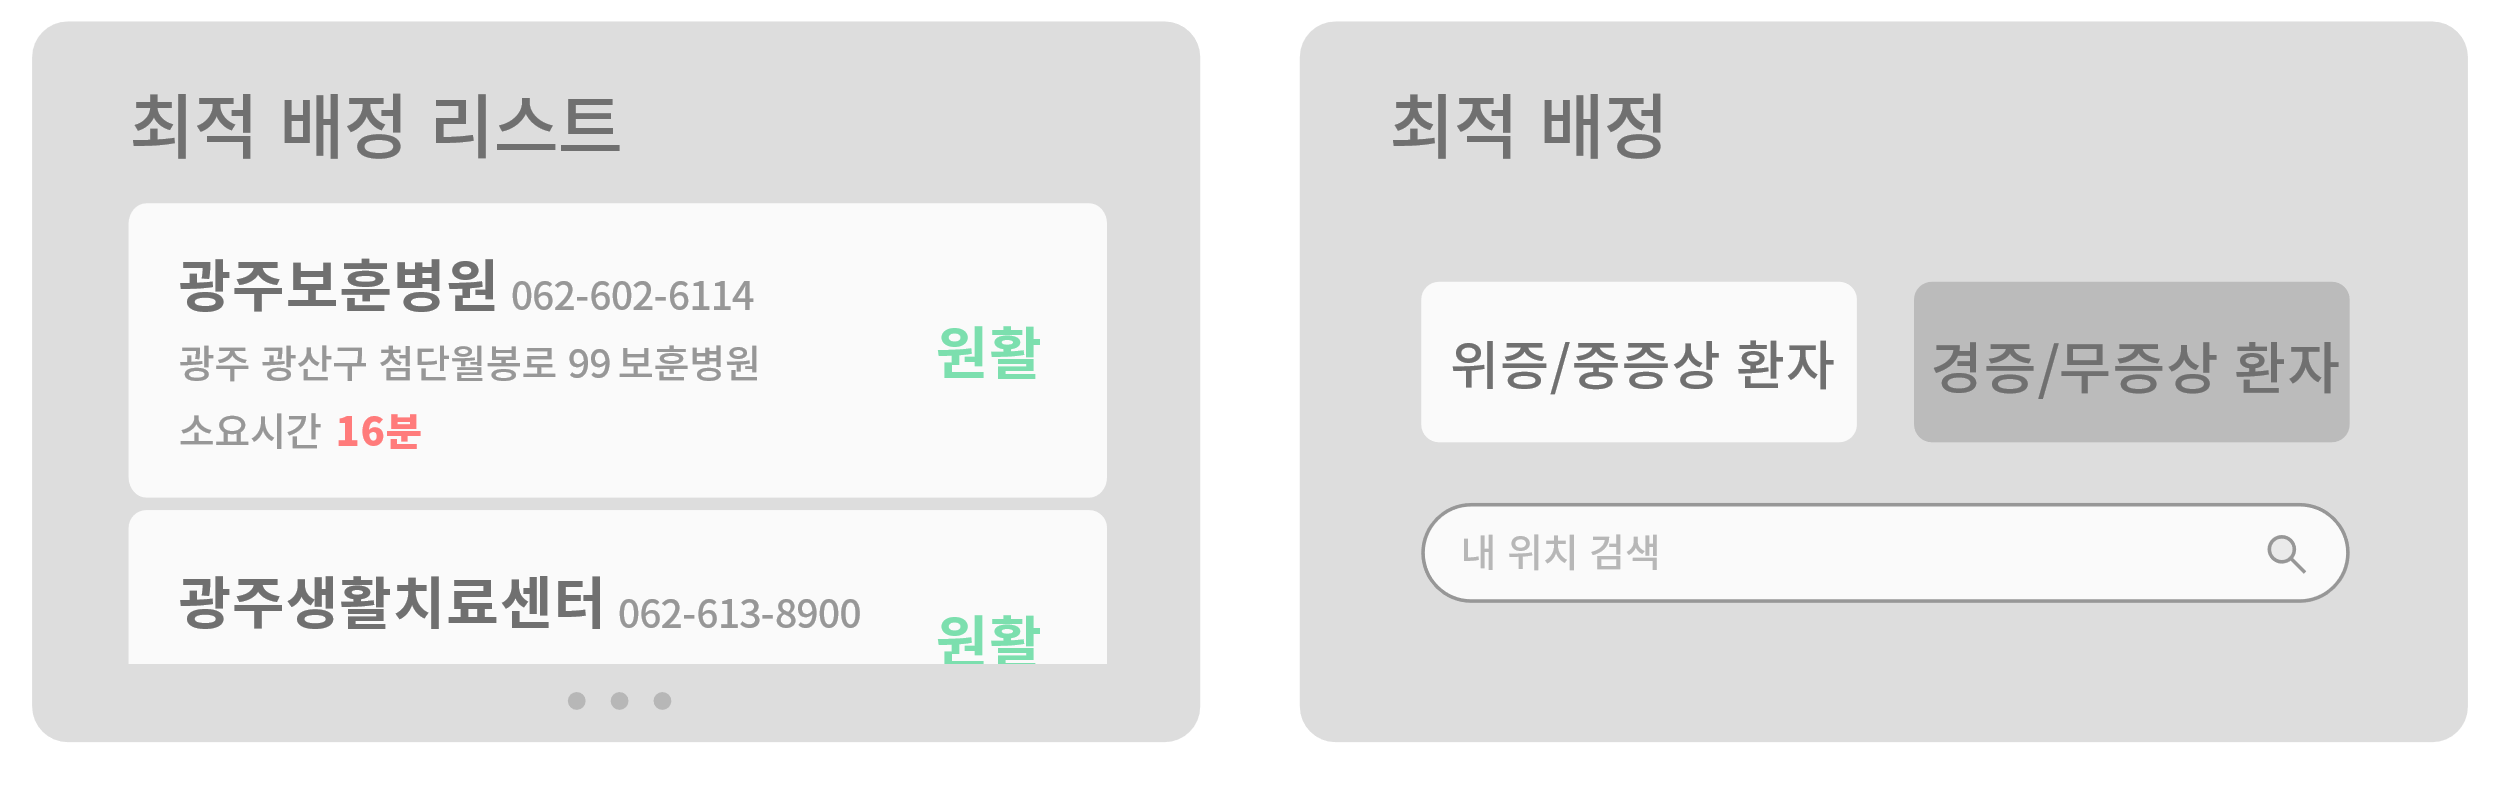 최적 배정 리스트
광주보훈병원 062-602-6114
광주 광산구 첨단월봉로 99 보훈병원
소요시간 16분
원활
광주생활치료센터 062-613-8900
원활
최적 배정
위중/중증상 환자
경증/무증상 환자
내 위치 검색